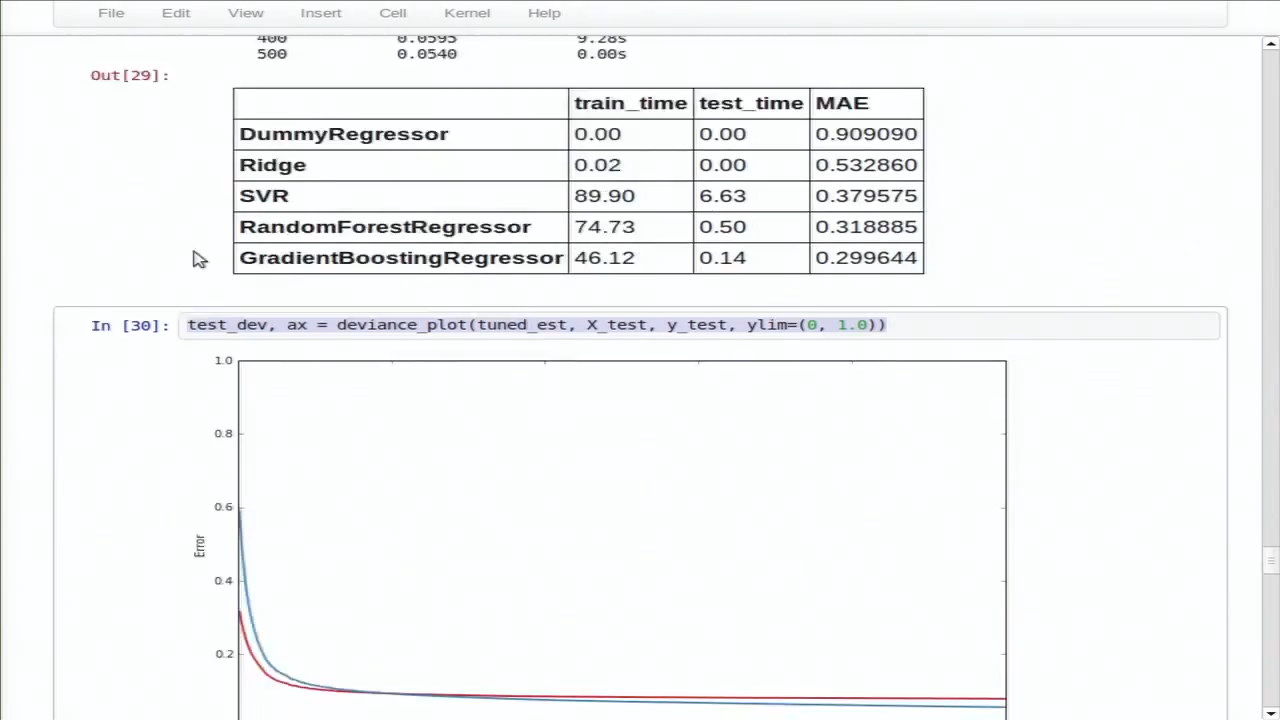 File Edit View Insert Cell Kernel Help
400 0.0595 9.28s
500 0.0540 0.00s
Out[29]:
train_time test_time MAE
DummyRegressor 0.00 0.00 0.909090
Ridge 0.02 0.00 0.532860
SVR 89.90 6.63 0.379575
RandomForestRegressor 74.73 0.50 0.318885
GradientBoostingRegressor 46.12 0.14 0.299644
In [30]: test_dev, ax = deviance_plot(tuned_est, X_test, y_test, ylim=(0, 1.0))
1.0
0.8
0.6
Error
0.4
0.2